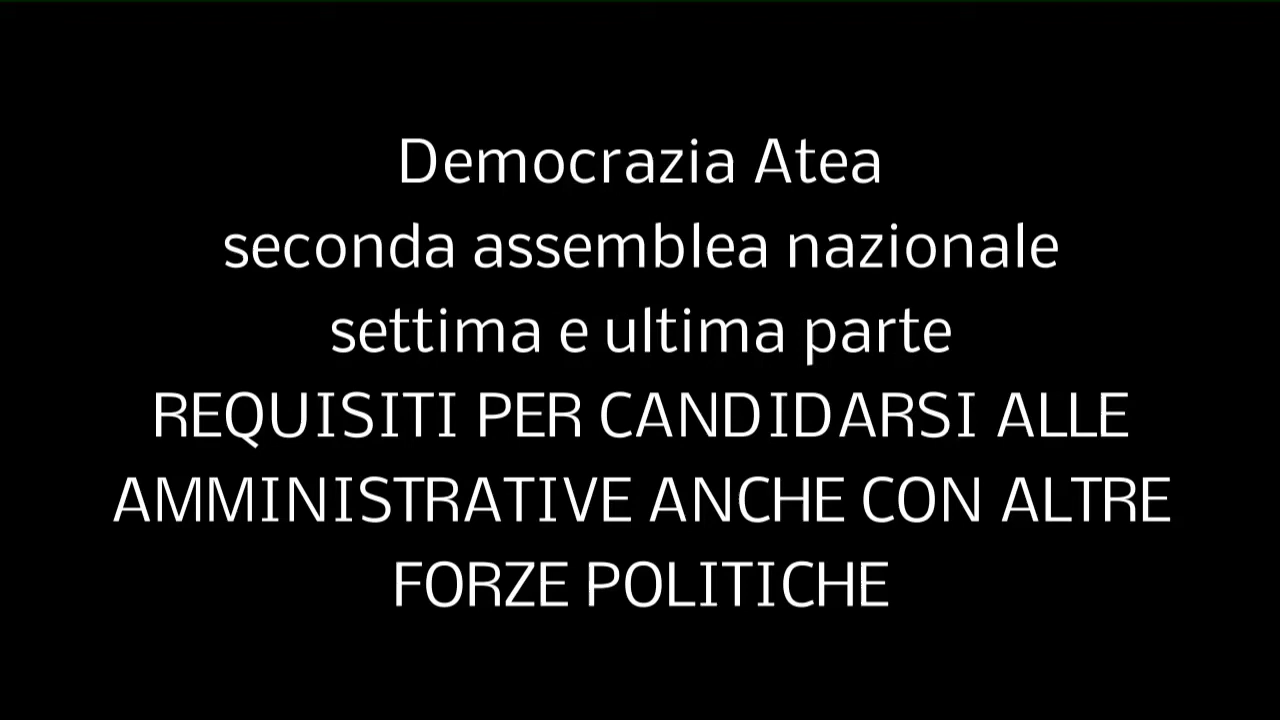 Democrazia Atea
seconda assemblea nazionale
settima e ultima parte
REQUISITI PER CANDIDARSI ALLE
AMMINISTRATIVE ANCHE CON ALTRE
FORZE POLITICHE